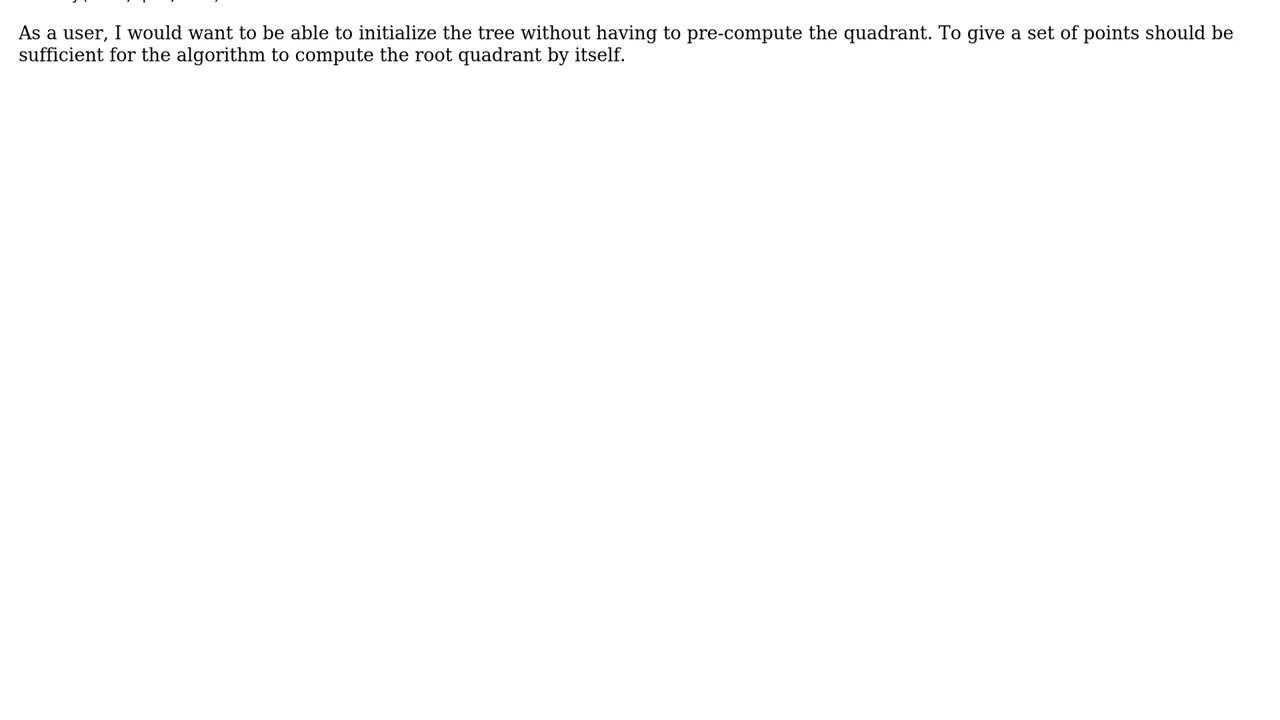 As a user, I would want to be able to initialize the tree without having to pre-compute the quadrant. To give a set of points should be
sufficient for the algorithm to compute the root quadrant by itself.